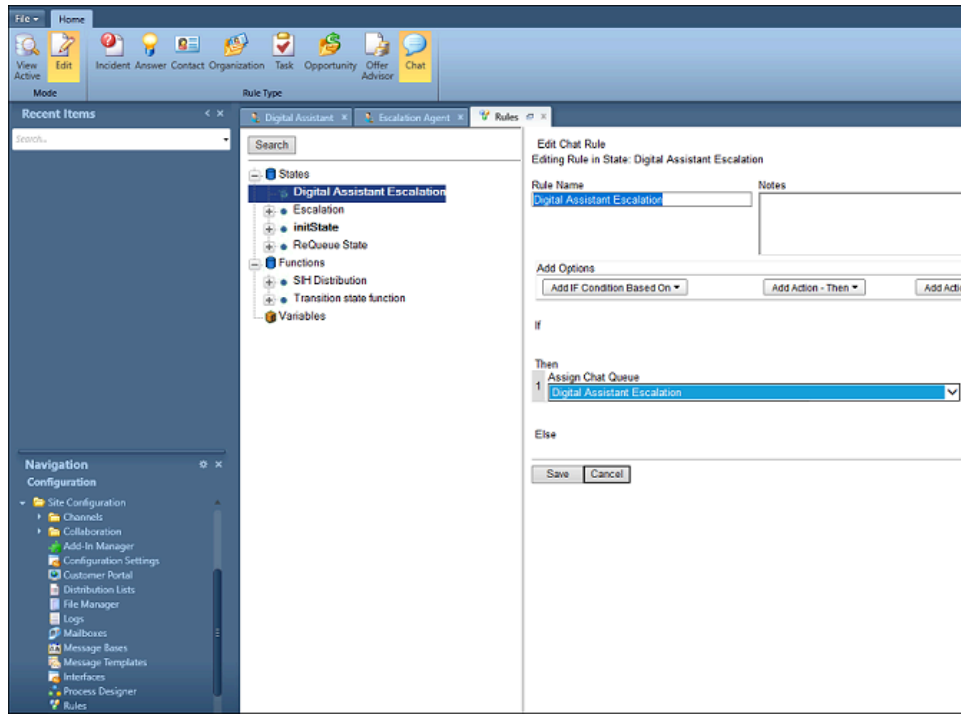 File
Home
View Active
Edit
Incident
Answer
Contact
Organization
Task
Opportunity
Offer Advisor
Chat
Mode
Rule Type
Recent Items
Search...
Digital Assistant
Escalation Agent
Rules
Search
States
Digital Assistant Escalation
Escalation
initState
ReQueue State
Functions
SIH Distribution
Transition state function
Variables
Edit Chat Rule
Editing Rule in State: Digital Assistant Escalation
Rule Name
Notes
Digital Assistant Escalation
Add Options
Add IF Condition Based On
Add Action - Then
Add Acti
If
Then
Assign Chat Queue
1
Digital Assistant Escalation
Else
Save
Cancel
Navigation
Configuration
Site Configuration
Channels
Collaboration
Add-In Manager
Configuration Settings
Customer Portal
Distribution Lists
File Manager
Logs
Mailboxes
Message Bases
Message Templates
Interfaces
Process Designer
Rules